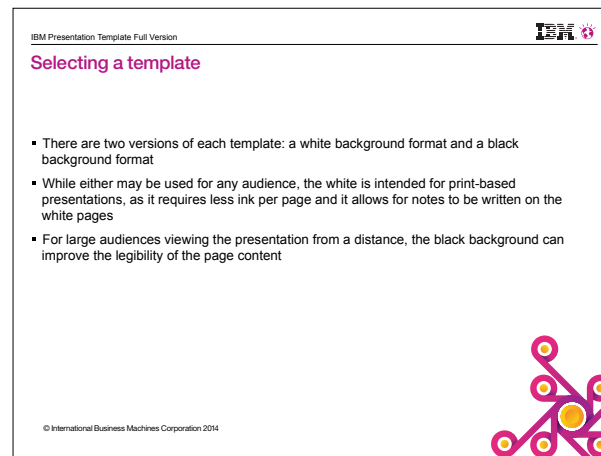 IBM Presentation Template Full Version
IBM
Selecting a template
▪ There are two versions of each template: a white background format and a black
background format
▪ While either may be used for any audience, the white is intended for print-based
presentations, as it requires less ink per page and it allows for notes to be written on the
white pages
▪ For large audiences viewing the presentation from a distance, the black background can
improve the legibility of the page content
© International Business Machines Corporation 2014